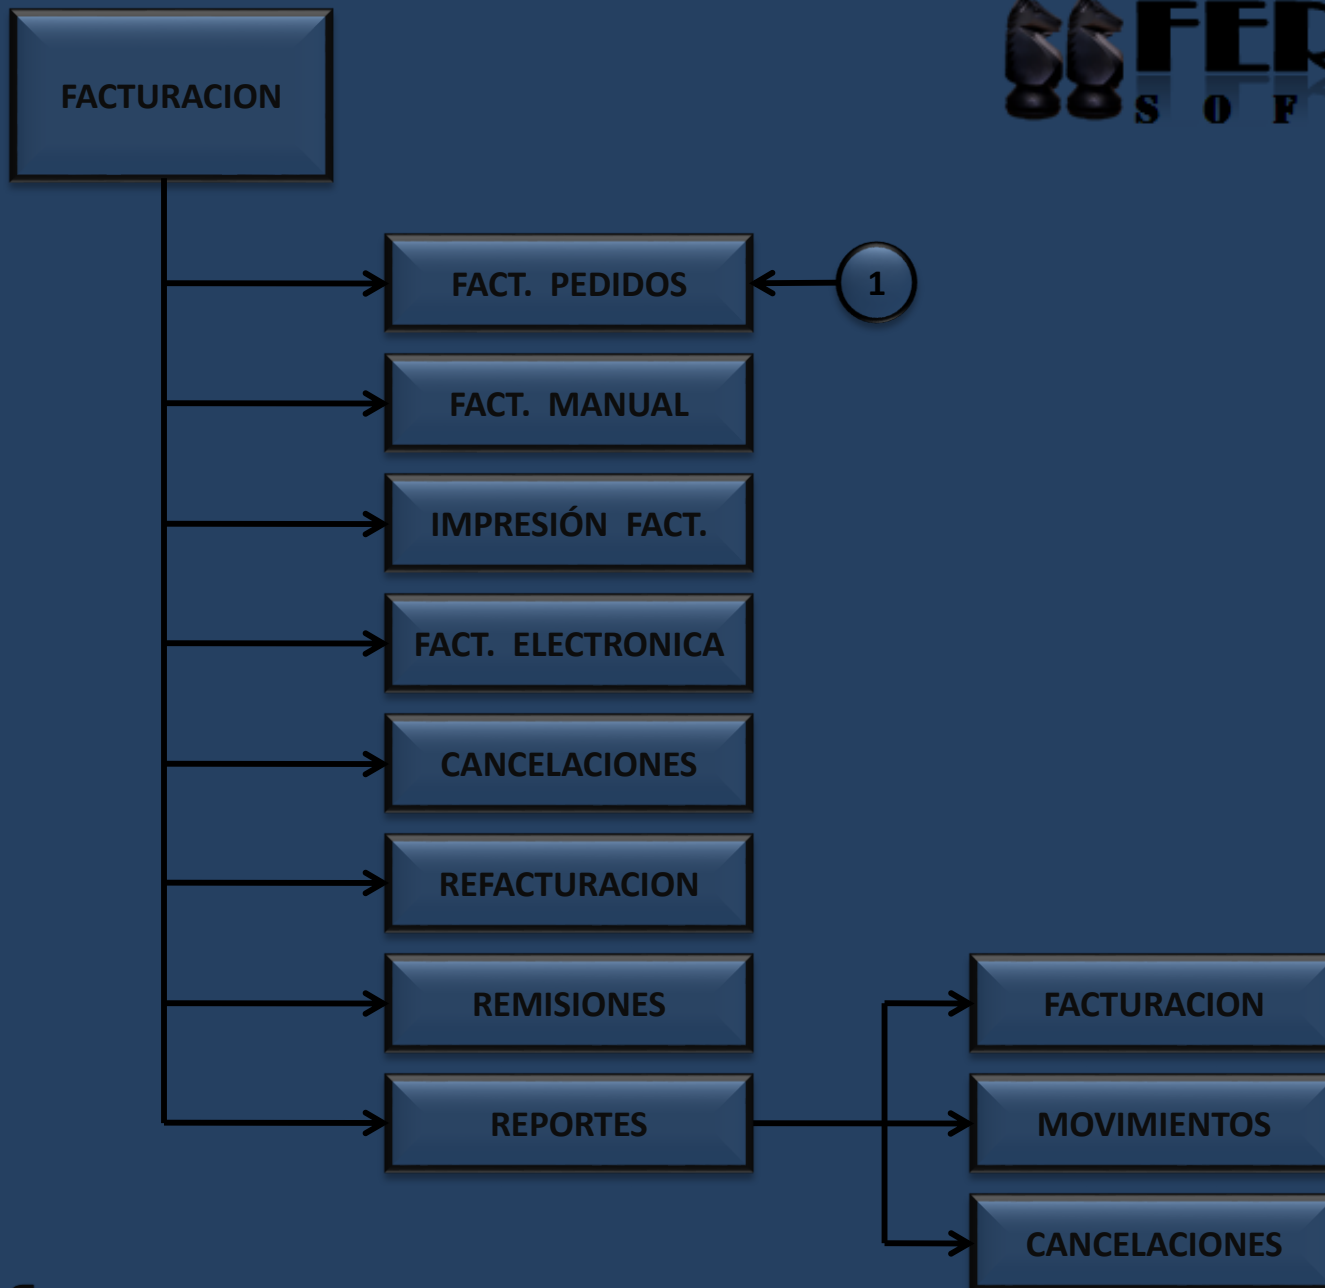 FACTURACION
S O F
FACT. PEDIDOS
1
FACT. MANUAL
IMPRESIÓN FACT.
FACT. ELECTRONICA
CANCELACIONES
REFACTURACION
REMISIONES
FACTURACION
REPORTES
MOVIMIENTOS
CANCELACIONES